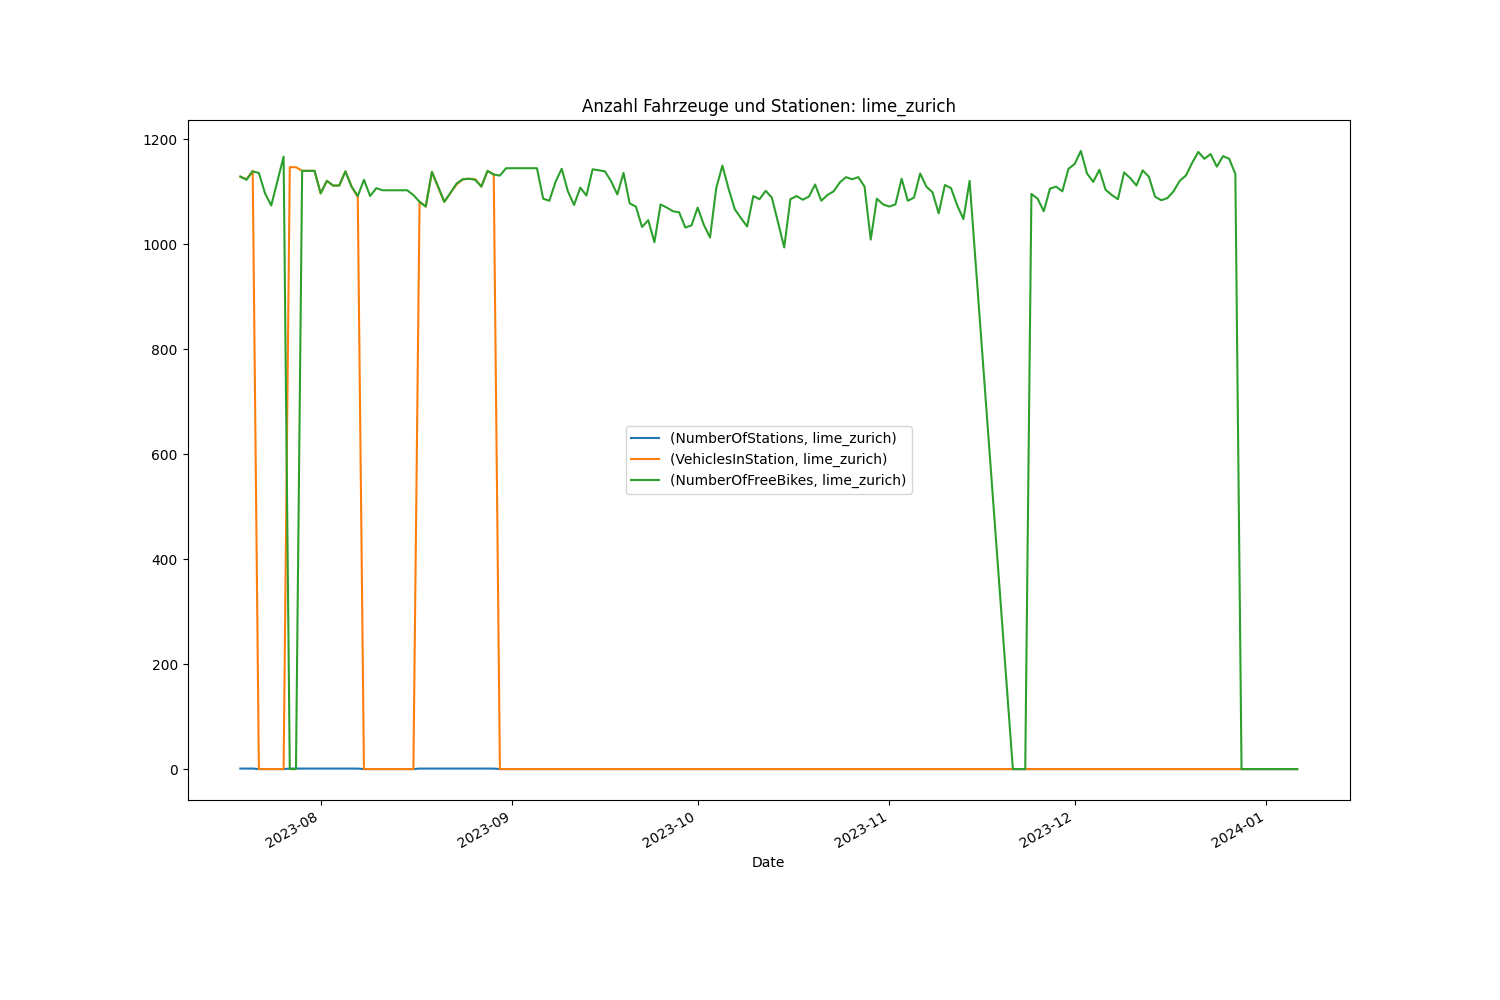 Anzahl Fahrzeuge und Stationen: lime_zurich
1200
1000
800
600
400
200
0
(NumberOfStations, lime_zurich)
(VehiclesInStation, lime_zurich)
(NumberOfFreeBikes, lime_zurich)
2023-08
2023-09
2023-10
2023-11
2023-12
2024-01
Date